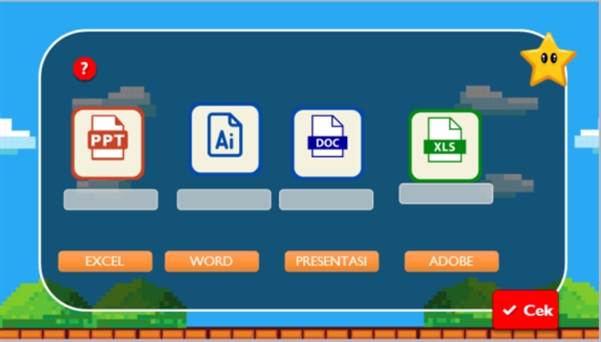 ?
PPT
Ai
DOC
XLS
EXCEL
WORD
PRESENTASI
ADOBE
Cek